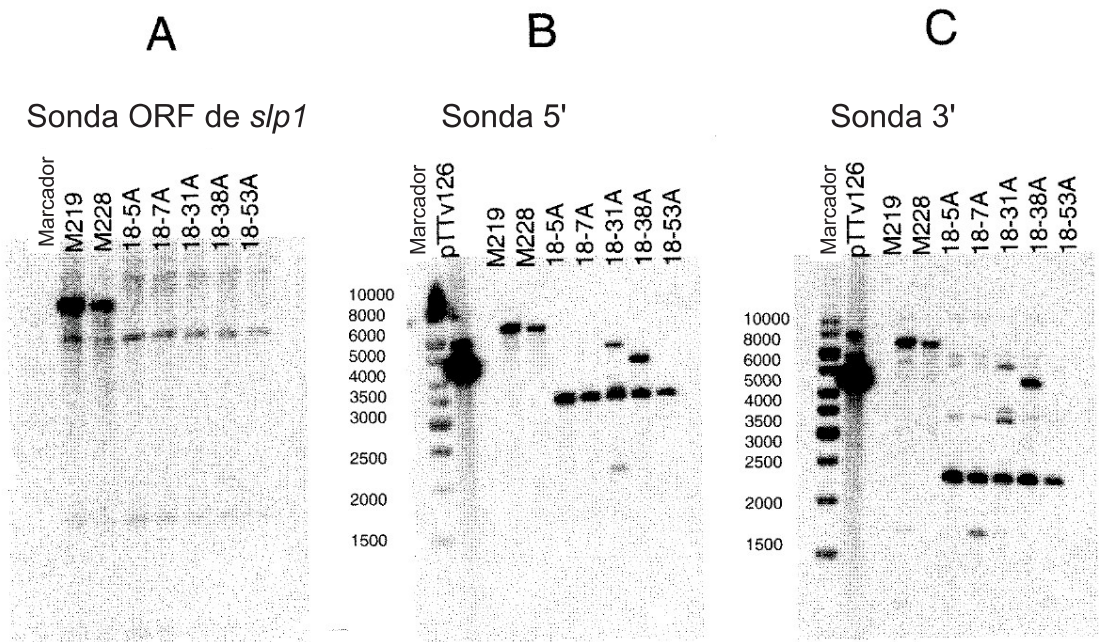 A
B
C
Sonda ORF de slp1
Sonda 5'
Sonda 3'
Marcador
M219
M228
18-5A
18-7A
18-31A
18-38A
18-53A
Marcador
pTTv126
M219
M228
18-5A
18-7A
18-31A
18-38A
18-53A
10000
8000
6000
5000
4000
3500
3000
2500
2000
1500
Marcador
pTTv126
M219
M228
18-5A
18-7A
18-31A
18-38A
18-53A
10000
8000
6000
5000
4000
3500
3000
2500
2000
1500